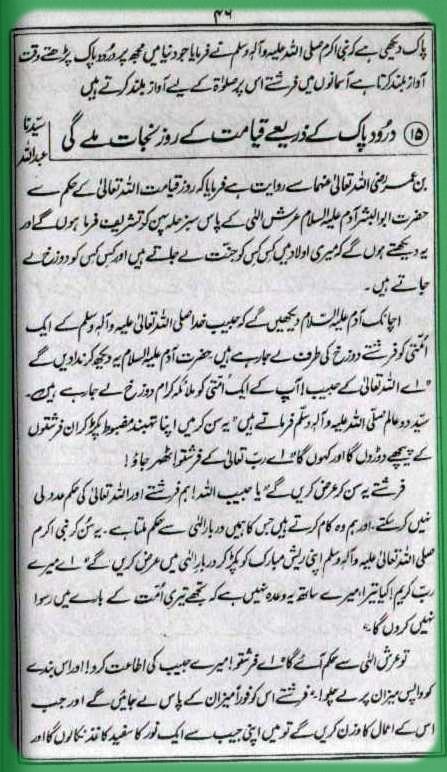 ۴۶
پاک دیکھی ہے کہ نبی اکرم صلی اللہ علیہ وآلہ وسلم نے فرمایا جو دنیا میں مجھ پر درود پاک پڑھتے وقت
آواز بلند کرتا ہے آسمانوں میں فرشتے اس پر صلوٰۃ کے لیے آواز بلند کرتے ہیں
۱۵ درود پاک کے ذریعے قیامت کے روز نجات ملے گی
سیدنا
عبداللہ
بن عمر رضی اللہ تعالیٰ عنہما سے روایت ہے فرمایا کہ روز قیامت اللہ تعالیٰ کے حکم سے
حضرت ابوالبشر آدم علیہ السلام عرش الٰہی کے پاس سبز حلہ پہن کر تشریف فرما ہوں گے اور
یہ دیکھتے ہوں گے کہ میری اولاد میں کس کس کو جنت لے جاتے ہیں اور کس کس کو دوزخ لے
جاتے ہیں۔
اچانک آدم علیہ السلام دیکھیں گے کہ حبیب خدا صلی اللہ تعالیٰ علیہ وآلہ وسلم کے ایک
اُمتی کو فرشتے دوزخ کی طرف لے جا رہے ہیں۔ حضرت آدم علیہ السلام یہ دیکھ کر ندا دیں گے
"اے اللہ تعالیٰ کے حبیب! آپ کے ایک اُمتی کو ملائکہ کرام دوزخ لے جا رہے ہیں۔"
سید دو عالم صلی اللہ علیہ وآلہ وسلم فرماتے ہیں "یہ سن کر میں اپنا تہبند مضبوط پکڑ کر ان فرشتوں
کے پیچھے دوڑوں گا اور کہوں گا "اے رب تعالیٰ کے فرشتو! ٹھہر جاؤ!
فرشتے یہ سن کر عرض کریں گے "یا حبیب اللہ! ہم فرشتے اور اللہ تعالیٰ کی حکم عدولی
نہیں کر سکتے۔ اور ہم وہ کام کرتے ہیں جس کا ہمیں دربار الٰہی سے حکم ملتا ہے۔ یہ سن کر نبی اکرم
صلی اللہ تعالیٰ علیہ وآلہ وسلم اپنی ریش مبارک کو پکڑ کر دربار الٰہی میں عرض کریں گے "اے میرے
رب کریم! کیا تیرا میرے ساتھ یہ وعدہ نہیں ہے کہ تجھے تیری اُمت کے بارے میں رسوا
نہیں کروں گا۔"
تو عرش الٰہی سے حکم آئے گا "اے فرشتو! میرے حبیب کی اطاعت کرو! اور اس بندے
کو واپس میزان پر لے چلو! فرشتے اس کو فوراً میزان کے پاس لے جائیں گے اور جب
اس کے اعمال کا وزن کریں گے تو میں اپنی جیب سے ایک نور کا سفید کاغذ نکالوں گا اور